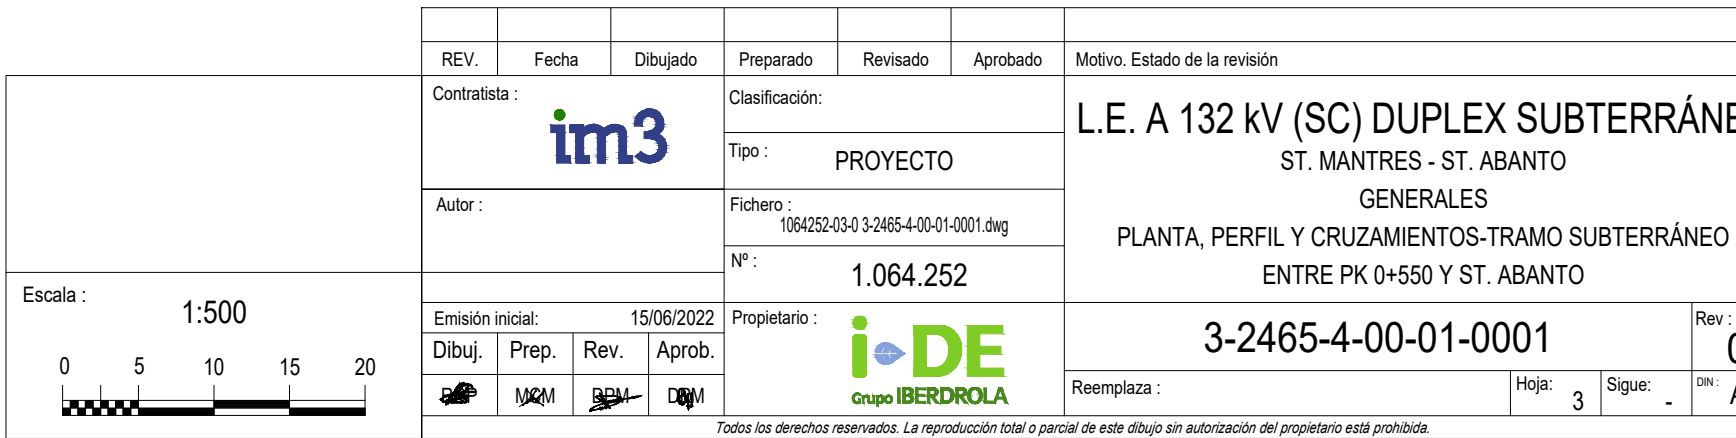 REV. Fecha Dibujado Preparado Revisado Aprobado Motivo. Estado de la revisión
Contratista :
im3
Clasificación:
Tipo :
PROYECTO
Autor :
Fichero :
1064252-03-0 3-2465-4-00-01-0001.dwg
Nº :
1.064.252
L.E. A 132 kV (SC) DUPLEX
ST. MANTRES - ST. ABANTO
GENERALES
PLANTA, PERFIL Y CRUZAMIENTOS-TRAMO SUBTERRÁNEO
ENTRE PK 0+550 Y ST. ABANTO
Escala :
1:500
0 5 10 15 20
Emisión inicial: 15/06/2022
Dibuj. Prep. Rev. Aprob.
MCM
Propietario :
i-DE
Grupo IBERDROLA
3-2465-4-00-01-0001
Rev :
Reemplaza :
Hoja:
3
Sigue:
-
DIN :
Todos los derechos reservados. La reproducción total o parcial de este dibujo sin autorización del propietario está prohibida.